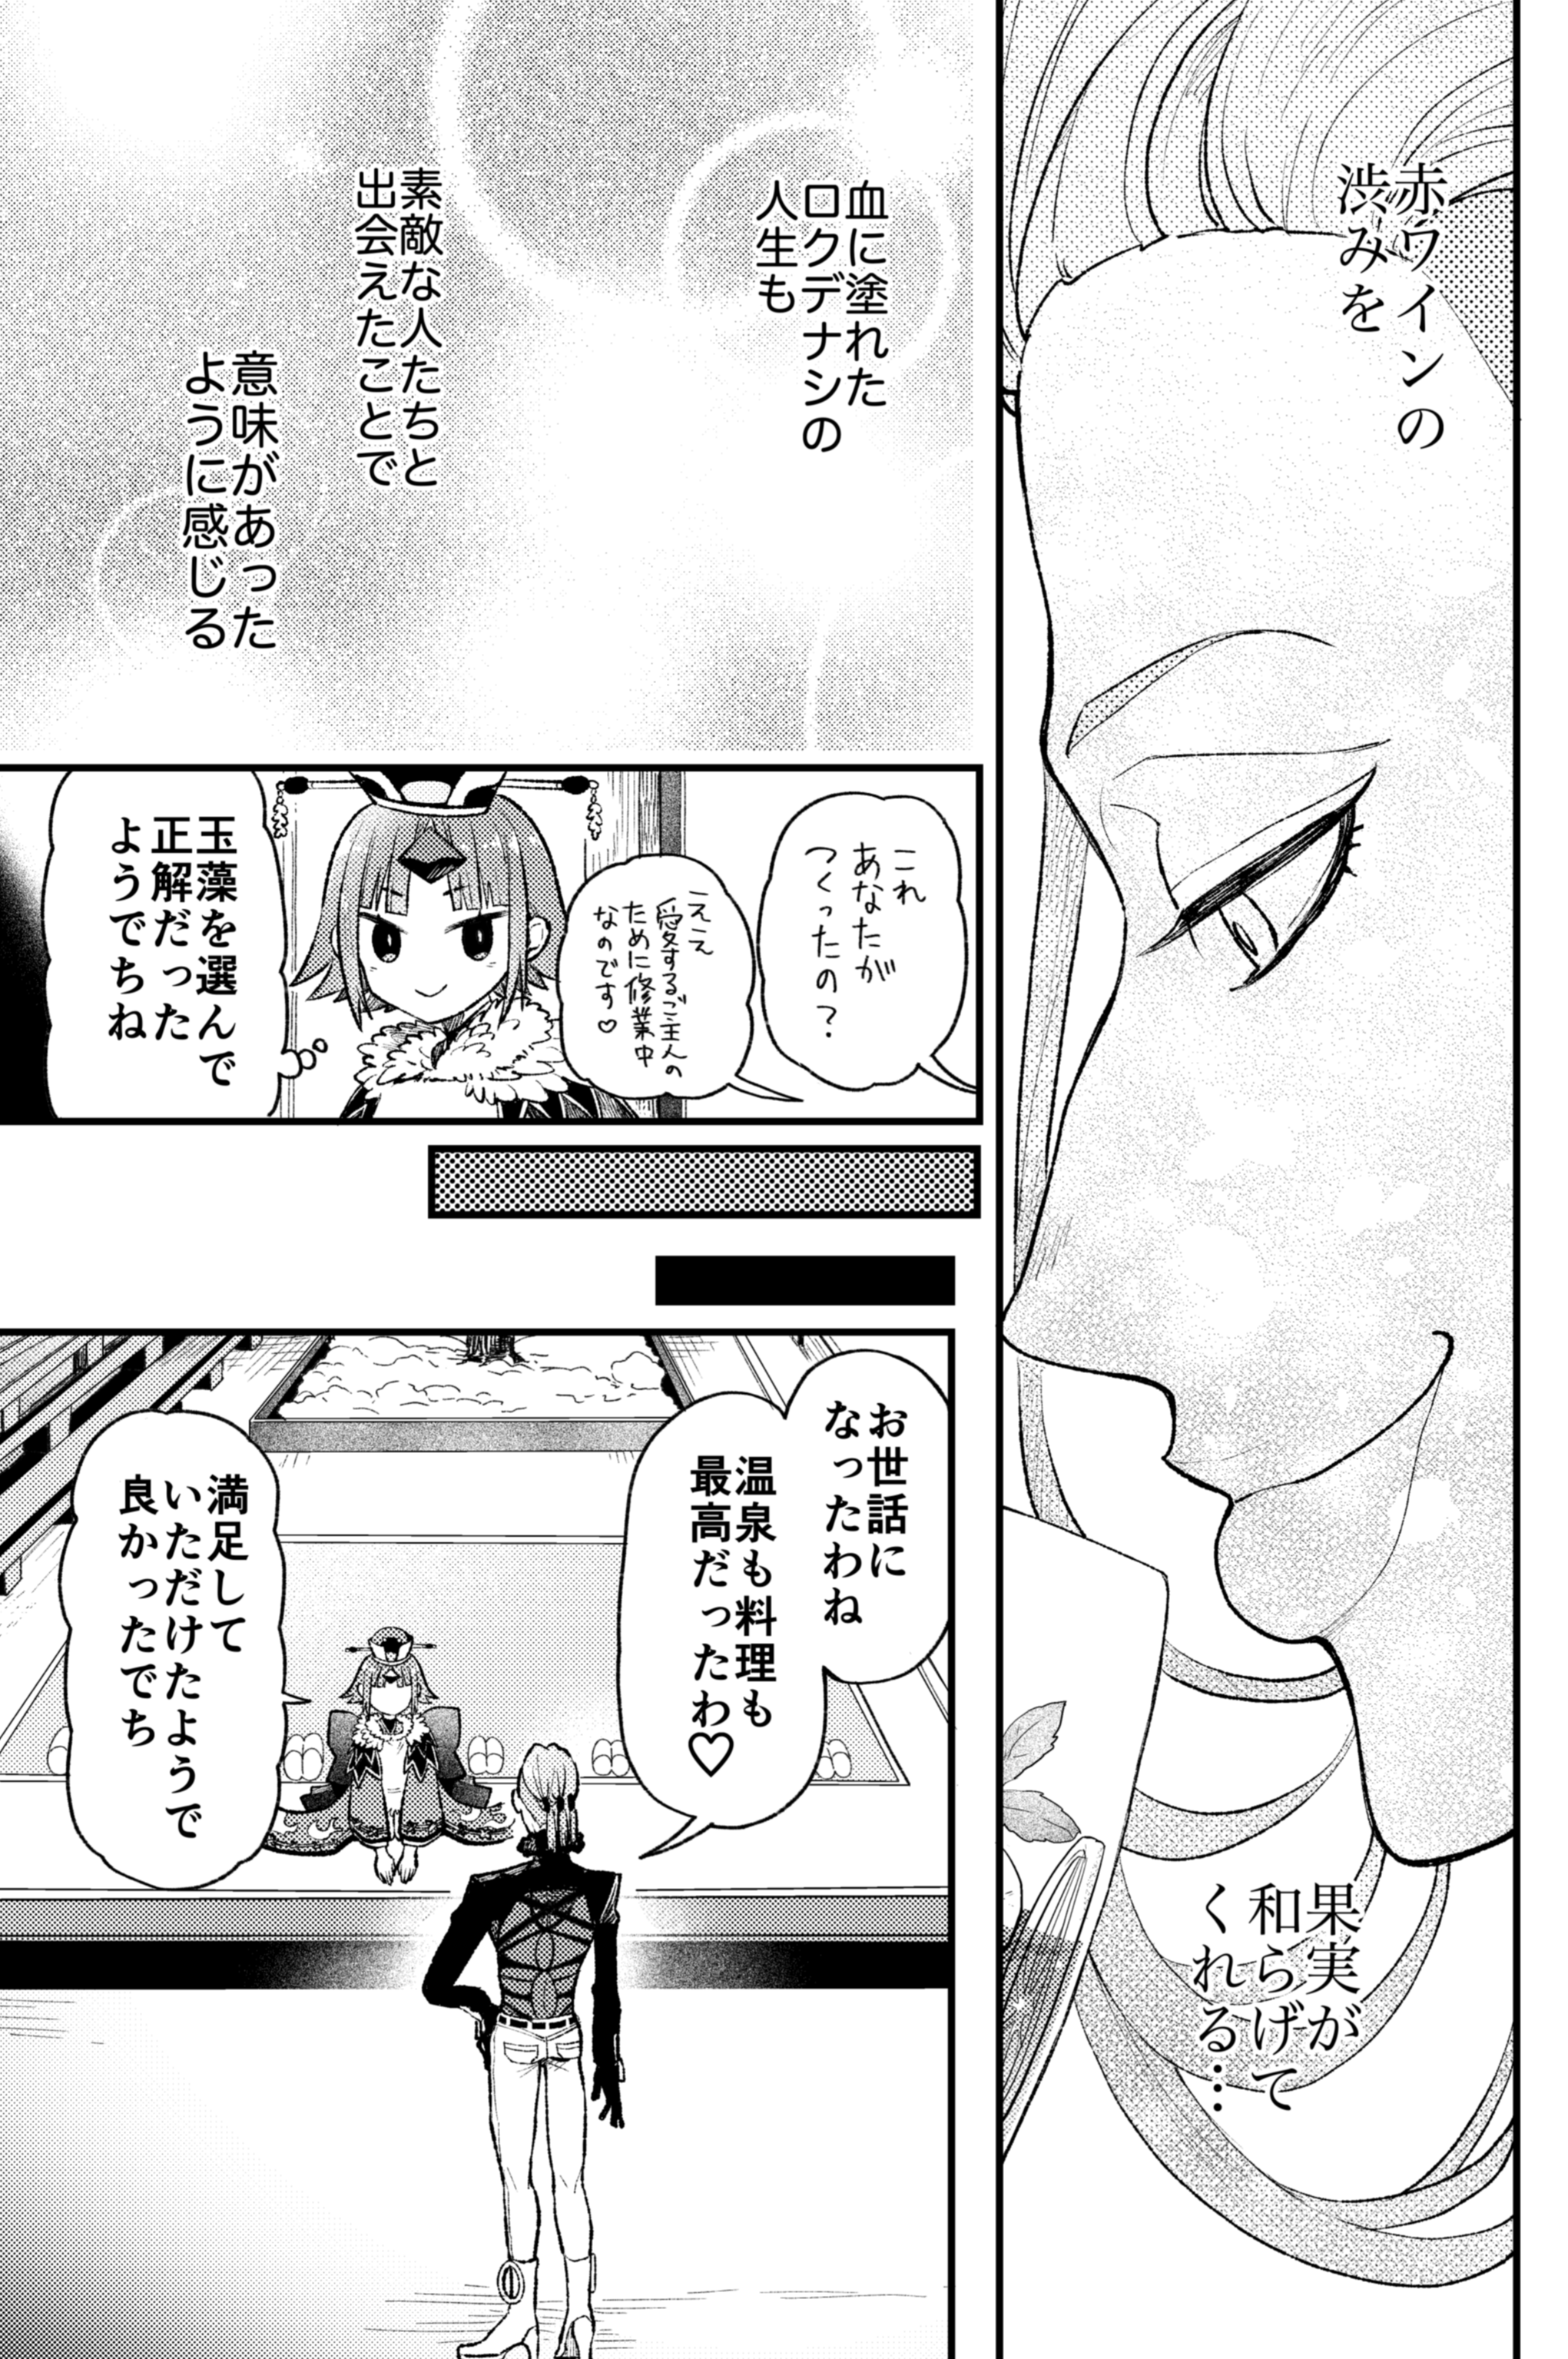 赤ワインの
渋みを
果実が
和らげて
くれる…
血に塗れた
ロクデナシの
人生も
素敵な人たちと
出会えたことで
意味があった
ように感じる
これ
あなたが
つくったの？
ええ
愛するご主人の
ために修業中
なのです♡
玉藻を選んで
正解だった
ようでちね
お世話に
なったわね
温泉も料理も
最高だったわ♡
満足して
いただけたようで
良かったでち